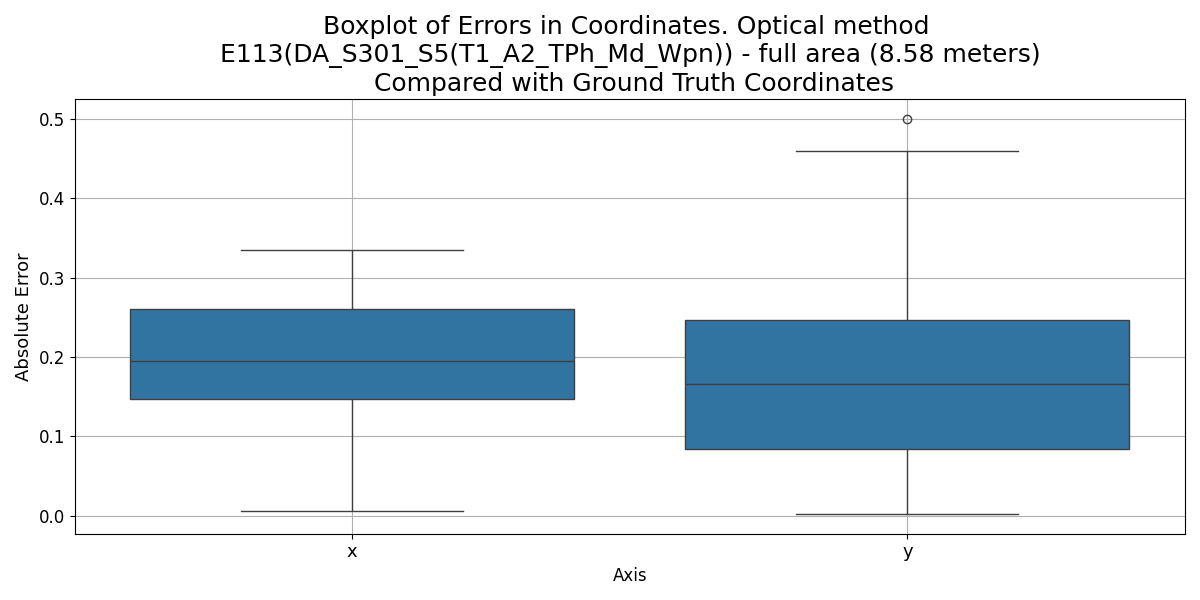 Boxplot of Errors in Coordinates. Optical method
E113(DA_S301_S5(T1_A2_TPh_Md_Wpn)) - full area (8.58 meters)
Compared with Ground Truth Coordinates
Absolute Error
0.5
0.4
0.3
0.2
0.1
0.0
x
y
Axis